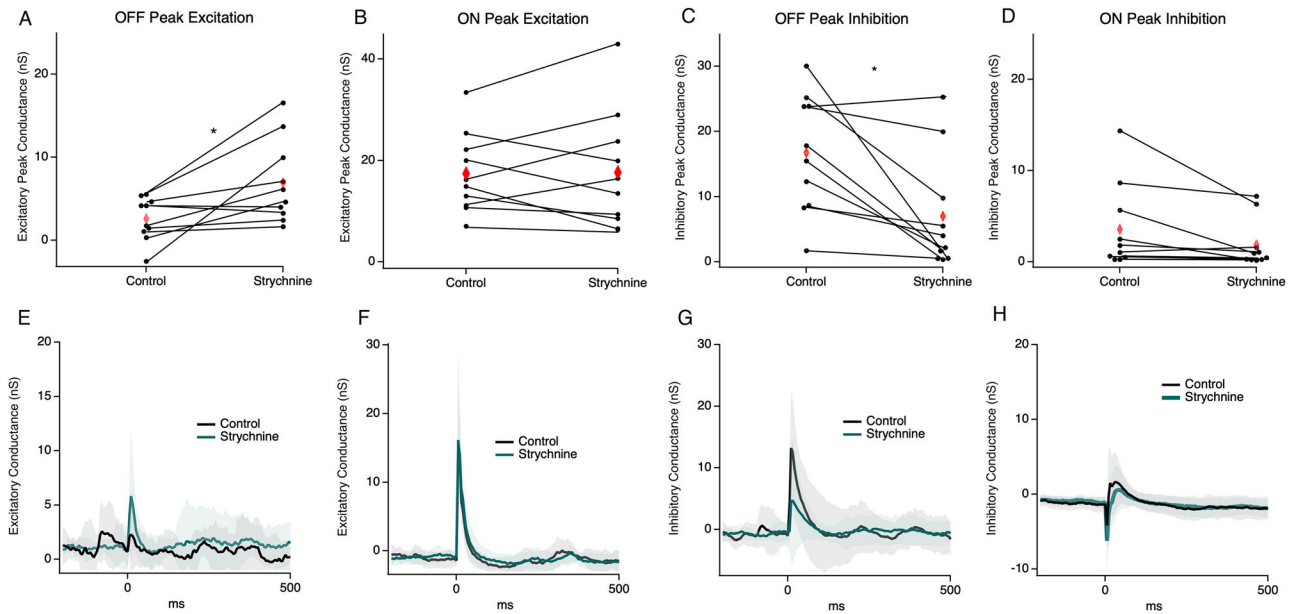 A
OFF Peak Excitation
Excitatory Peak Conductance (nS)
20
10
0
*
Control
Strychnine
B
ON Peak Excitation
Excitatory Peak Conductance (nS)
40
20
0
Control
Strychnine
C
OFF Peak Inhibition
Inhibitory Peak Conductance (nS)
30
20
10
0
*
Control
Strychnine
D
ON Peak Inhibition
Inhibitory Peak Conductance (nS)
20
10
0
Control
Strychnine
E
Excitatory Conductance (nS)
20
15
10
5
0
Control
Strychnine
0
500
ms
F
Excitatory Conductance (nS)
30
20
10
0
Control
Strychnine
0
500
ms
G
Inhibitory Conductance (nS)
30
20
10
0
Control
Strychnine
0
500
ms
H
Inhibitory Conductance (nS)
20
10
0
-10
Control
Strychnine
0
500
ms